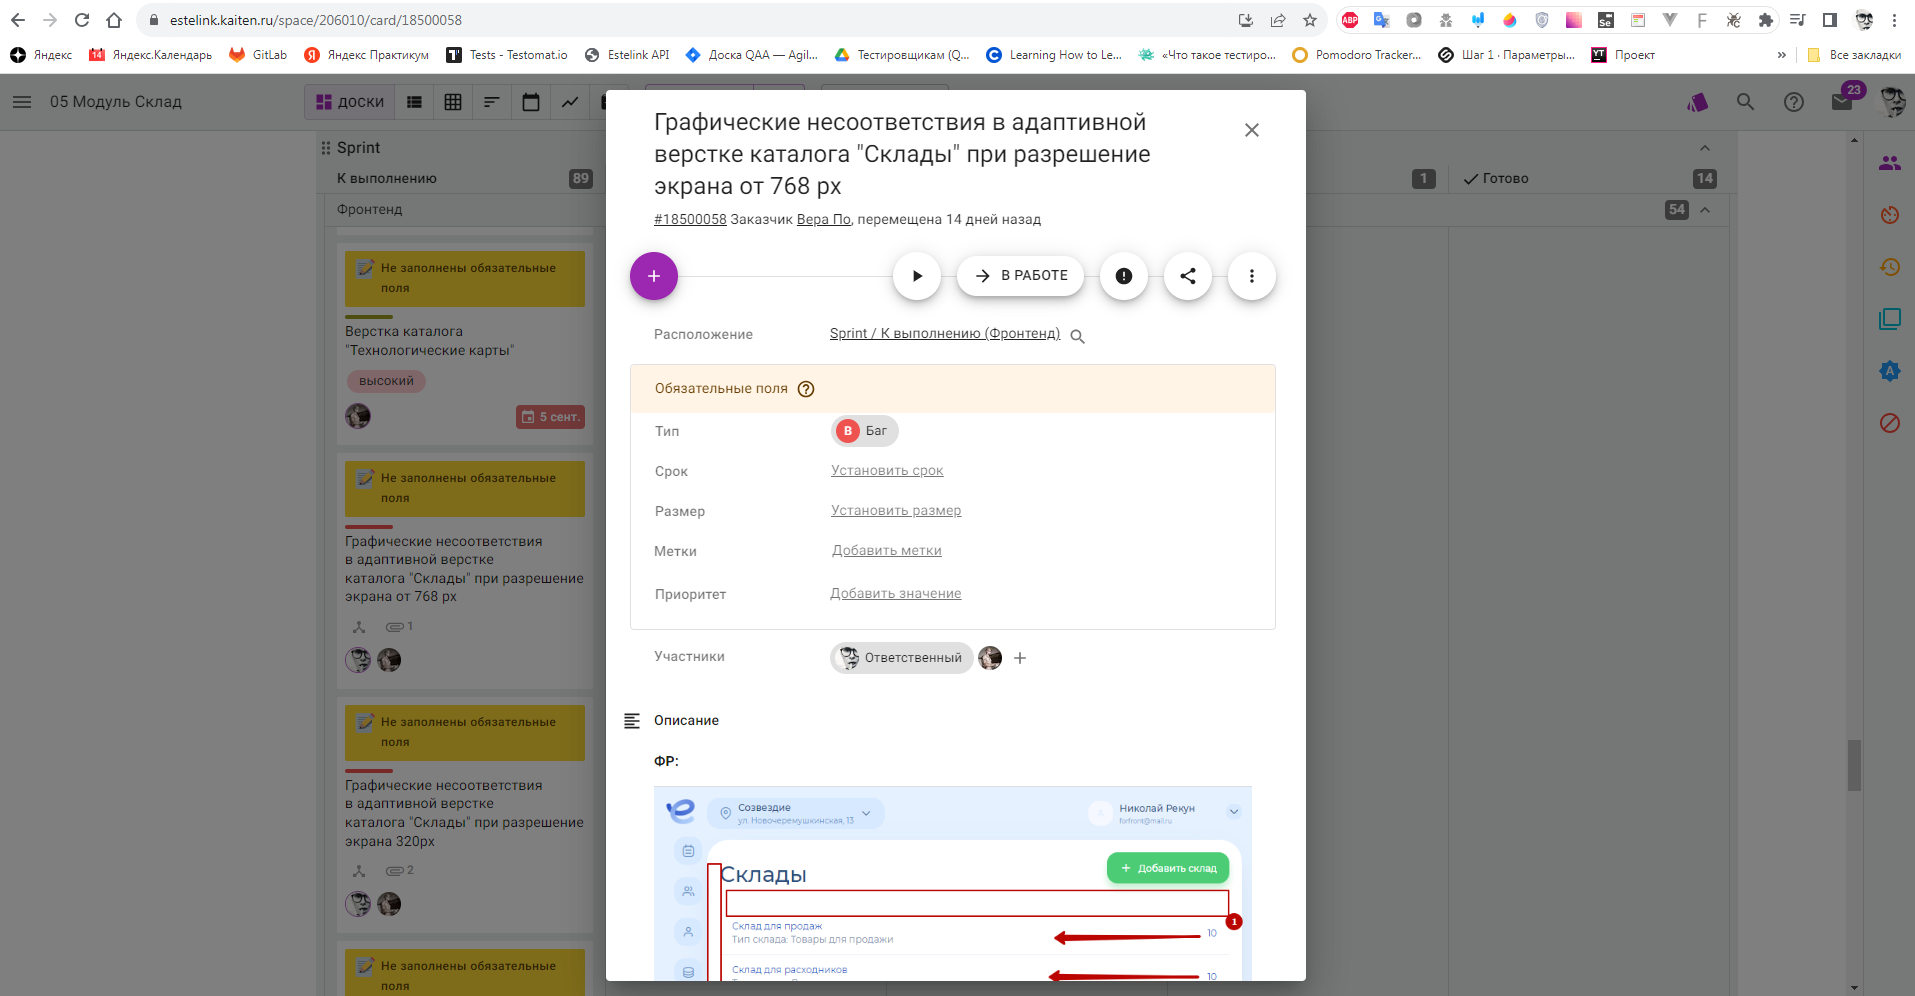 estelink.kaiten.ru/space/206010/card/18500058
Яндекс
Яндекс.Календарь
GitLab
Яндекс Практикум
Tests - Testomat.io
Estelink API
Доска QAA — Agil...
Тестировщикам (Q...
Learning How to Le...
«Что такое тестиро...
Pomodoro Tracker...
Шаг 1 · Параметры...
Проект
»
Все закладки
05 Модуль Склад
ДОСКИ
23
Sprint
К выполнению
89
1
Готово
14
Фронтенд
54
Не заполнены обязательные
поля
Верстка каталога
"Технологические карты"
высокий
5 сент.
Не заполнены обязательные
поля
Графические несоответствия
в адаптивной верстке
каталога "Склады" при разрешение
экрана от 768 px
1
Не заполнены обязательные
поля
Графические несоответствия
в адаптивной верстке
каталога "Склады" при разрешение
экрана 320px
2
Не заполнены обязательные
поля
Графические несоответствия в адаптивной
верстке каталога "Склады" при разрешение
экрана от 768 px
#18500058 Заказчик Вера По, перемещена 14 дней назад
В РАБОТЕ
Расположение
Sprint / К выполнению (Фронтенд)
Обязательные поля
Тип
B Баг
Срок
Установить срок
Размер
Установить размер
Метки
Добавить метки
Приоритет
Добавить значение
Участники
Ответственный
Описание
ФР:
Созвездие
ул. Новочеремушкинская, 13
Николай Рекун
forfront@mail.ru
Склады
+ Добавить склад
1
Склад для продаж
Тип склада: Товары для продажи
10
Склад для расходников
10